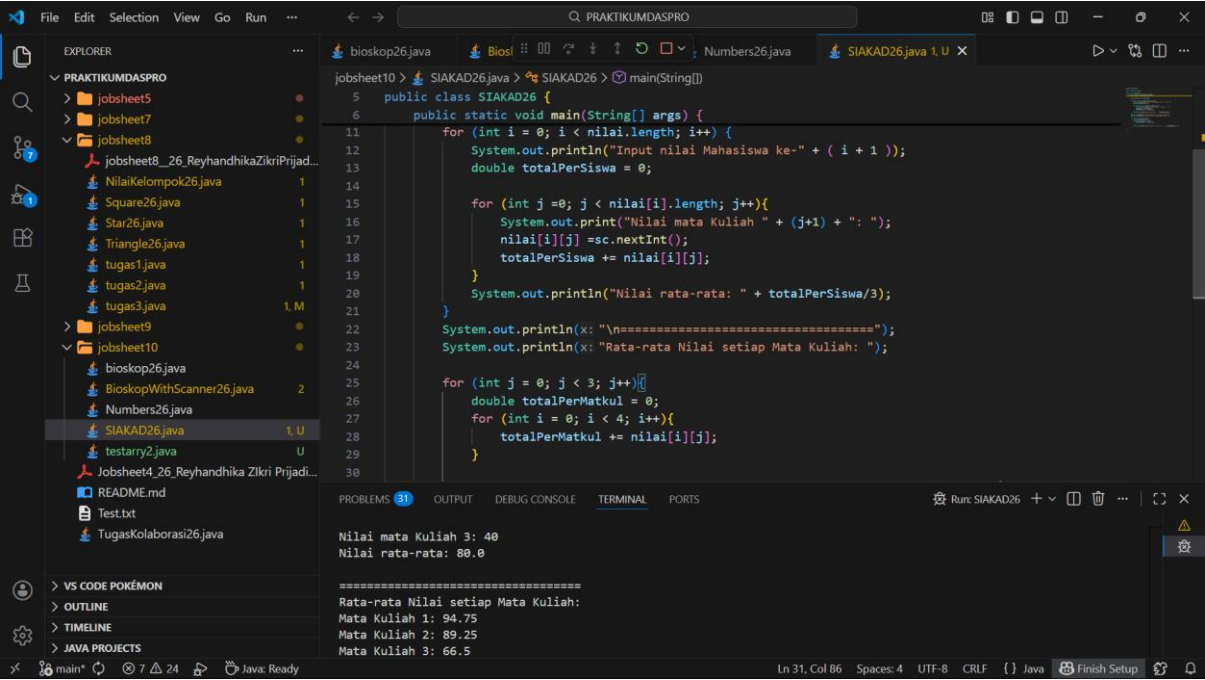 File Edit Selection View Go Run ···
PRAKTIKUMDASPRO
EXPLORER ···
PRAKTIKUMDASPRO
jobsheet5
jobsheet7
jobsheet8
jobsheet8__26_ReyhandhikaZikriPrijad...
NilaiKelompok26.java 1
Square26.java 1
Star26.java 1
Triangle26.java 1
tugas1.java 1
tugas2.java 1
tugas3.java 1, M
jobsheet9
jobsheet10
bioskop26.java
BioskopWithScanner26.java 2
Numbers26.java
SIAKAD26.java 1, U
testarry2.java U
Jobsheet4_26_Reyhandhika ZIkri Prijadi...
README.md
Test.txt
TugasKolaborasi26.java
VS CODE POKÉMON
OUTLINE
TIMELINE
JAVA PROJECTS
7
1
bioskop26.java Numbers26.java SIAKAD26.java 1, U
jobsheet10 > SIAKAD26.java > SIAKAD26 > main(String[])
5 public class SIAKAD26 {
6 public static void main(String[] args) {
11 for (int i = 0; i < nilai.length; i++) {
12 System.out.println("Input nilai Mahasiswa ke-" + ( i + 1 ));
13 double totalPerSiswa = 0;
14
15 for (int j =0; j < nilai[i].length; j++){
16 System.out.print("Nilai mata Kuliah " + (j+1) + ": ");
17 nilai[i][j] =sc.nextInt();
18 totalPerSiswa += nilai[i][j];
19 }
20 System.out.println("Nilai rata-rata: " + totalPerSiswa/3);
21 }
22 System.out.println(x: "\n===================================");
23 System.out.println(x: "Rata-rata Nilai setiap Mata Kuliah: ");
24
25 for (int j = 0; j < 3; j++){
26 double totalPerMatkul = 0;
27 for (int i = 0; i < 4; i++){
28 totalPerMatkul += nilai[i][j];
29 }
30
PROBLEMS 31 OUTPUT DEBUG CONSOLE TERMINAL PORTS Run: SIAKAD26
Nilai mata Kuliah 3: 40
Nilai rata-rata: 80.0
===================================
Rata-rata Nilai setiap Mata Kuliah:
Mata Kuliah 1: 94.75
Mata Kuliah 2: 89.25
Mata Kuliah 3: 66.5
main* 7 24 Java: Ready Ln 31, Col 86 Spaces: 4 UTF-8 CRLF {} Java Finish Setup